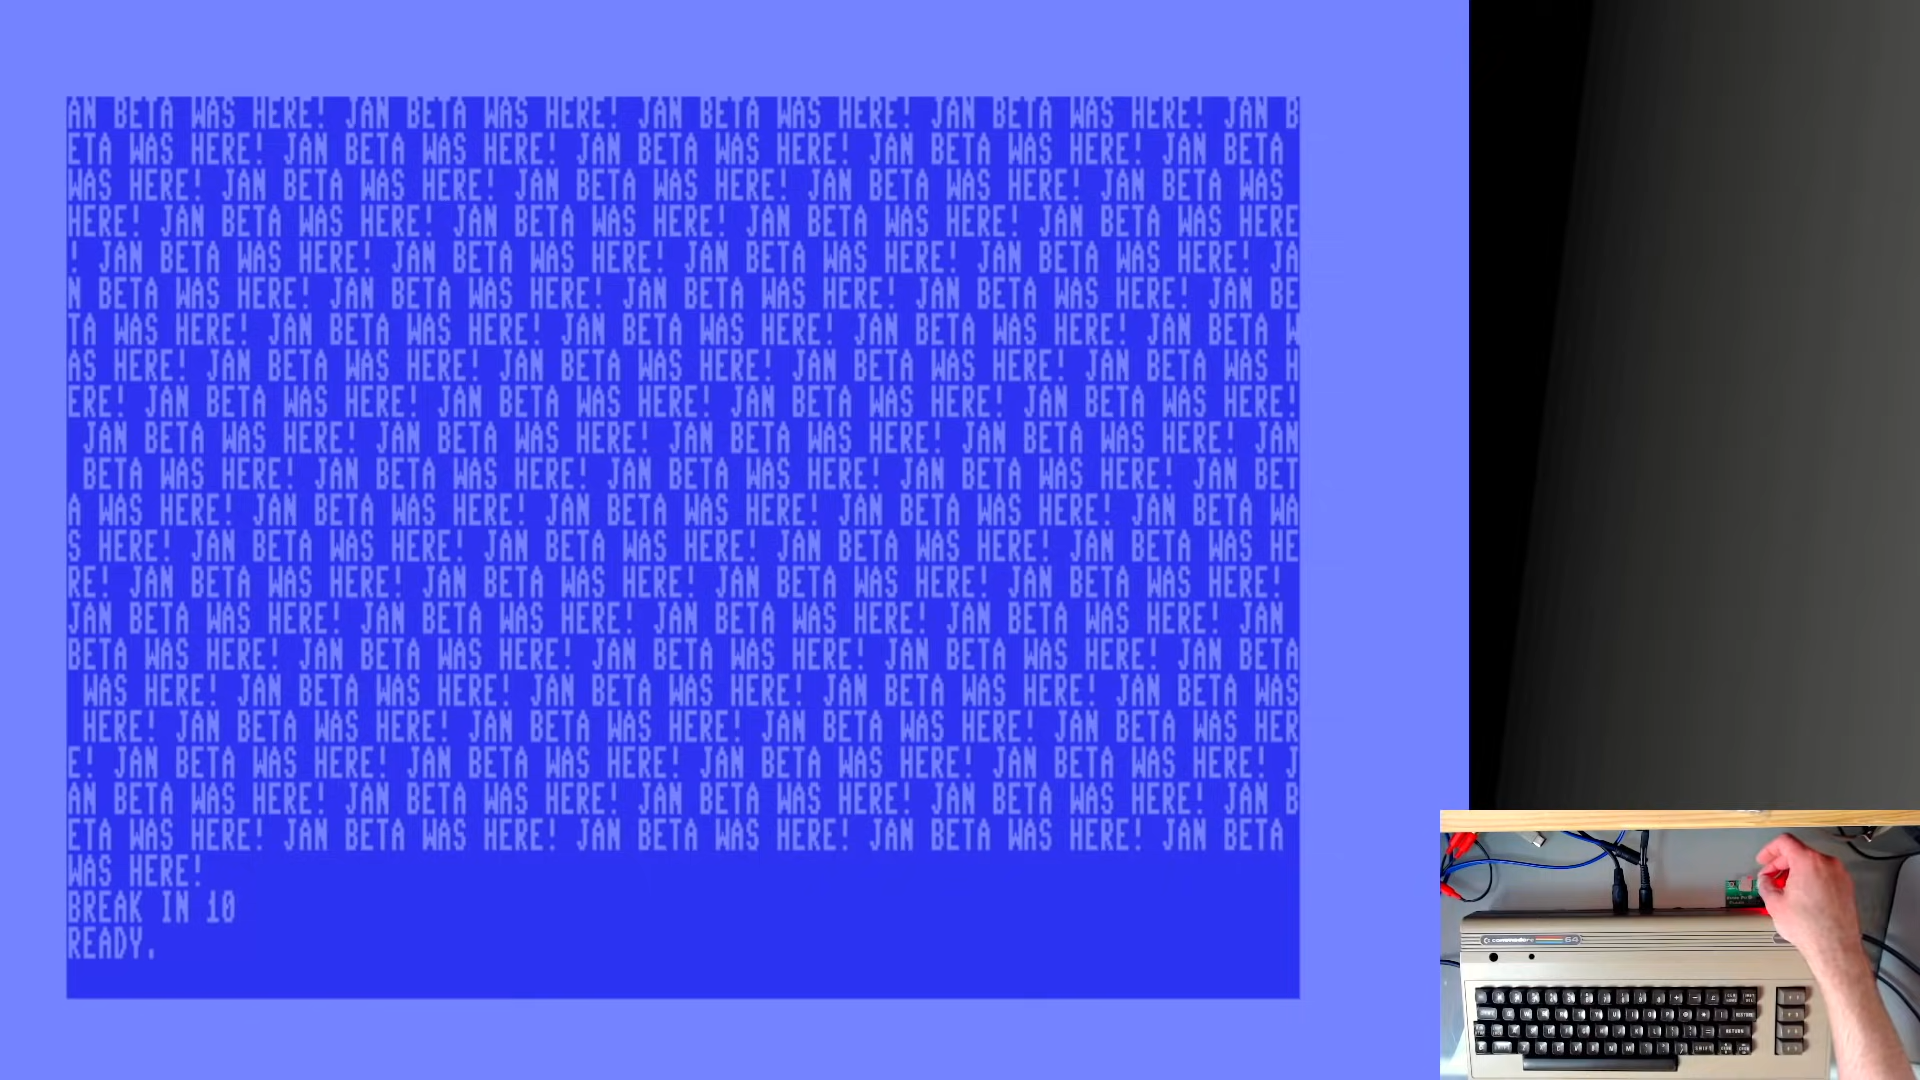 AN BETA WAS HERE! JAN BETA WAS HERE! JAN BETA WAS HERE! JAN BETA WAS HERE! JAN B
ETA WAS HERE! JAN BETA WAS HERE! JAN BETA WAS HERE! JAN BETA WAS HERE! JAN BETA
WAS HERE! JAN BETA WAS HERE! JAN BETA WAS HERE! JAN BETA WAS HERE! JAN BETA WAS
HERE! JAN BETA WAS HERE! JAN BETA WAS HERE! JAN BETA WAS HERE! JAN BETA WAS HERE
! JAN BETA WAS HERE! JAN BETA WAS HERE! JAN BETA WAS HERE! JAN BETA WAS HERE! JA
N BETA WAS HERE! JAN BETA WAS HERE! JAN BETA WAS HERE! JAN BETA WAS HERE! JAN BE
TA WAS HERE! JAN BETA WAS HERE! JAN BETA WAS HERE! JAN BETA WAS HERE! JAN BETA W
AS HERE! JAN BETA WAS HERE! JAN BETA WAS HERE! JAN BETA WAS HERE! JAN BETA WAS H
ERE! JAN BETA WAS HERE! JAN BETA WAS HERE! JAN BETA WAS HERE! JAN BETA WAS HERE!
JAN BETA WAS HERE! JAN BETA WAS HERE! JAN BETA WAS HERE! JAN BETA WAS HERE! JAN
BETA WAS HERE! JAN BETA WAS HERE! JAN BETA WAS HERE! JAN BETA WAS HERE! JAN BET
A WAS HERE! JAN BETA WAS HERE! JAN BETA WAS HERE! JAN BETA WAS HERE! JAN BETA WA
S HERE! JAN BETA WAS HERE! JAN BETA WAS HERE! JAN BETA WAS HERE! JAN BETA WAS HE
RE! JAN BETA WAS HERE! JAN BETA WAS HERE! JAN BETA WAS HERE! JAN BETA WAS HERE!
JAN BETA WAS HERE! JAN BETA WAS HERE! JAN BETA WAS HERE! JAN BETA WAS HERE! JAN
BETA WAS HERE! JAN BETA WAS HERE! JAN BETA WAS HERE! JAN BETA WAS HERE! JAN BETA
WAS HERE! JAN BETA WAS HERE! JAN BETA WAS HERE! JAN BETA WAS HERE! JAN BETA WAS
HERE! JAN BETA WAS HERE! JAN BETA WAS HERE! JAN BETA WAS HERE! JAN BETA WAS HER
E! JAN BETA WAS HERE! JAN BETA WAS HERE! JAN BETA WAS HERE! JAN BETA WAS HERE! J
AN BETA WAS HERE! JAN BETA WAS HERE! JAN BETA WAS HERE! JAN BETA WAS HERE! JAN B
ETA WAS HERE! JAN BETA WAS HERE! JAN BETA WAS HERE! JAN BETA WAS HERE! JAN BETA
WAS HERE!
BREAK IN 10
READY.
commodore 64
RESTORE
RETURN
SHIFT